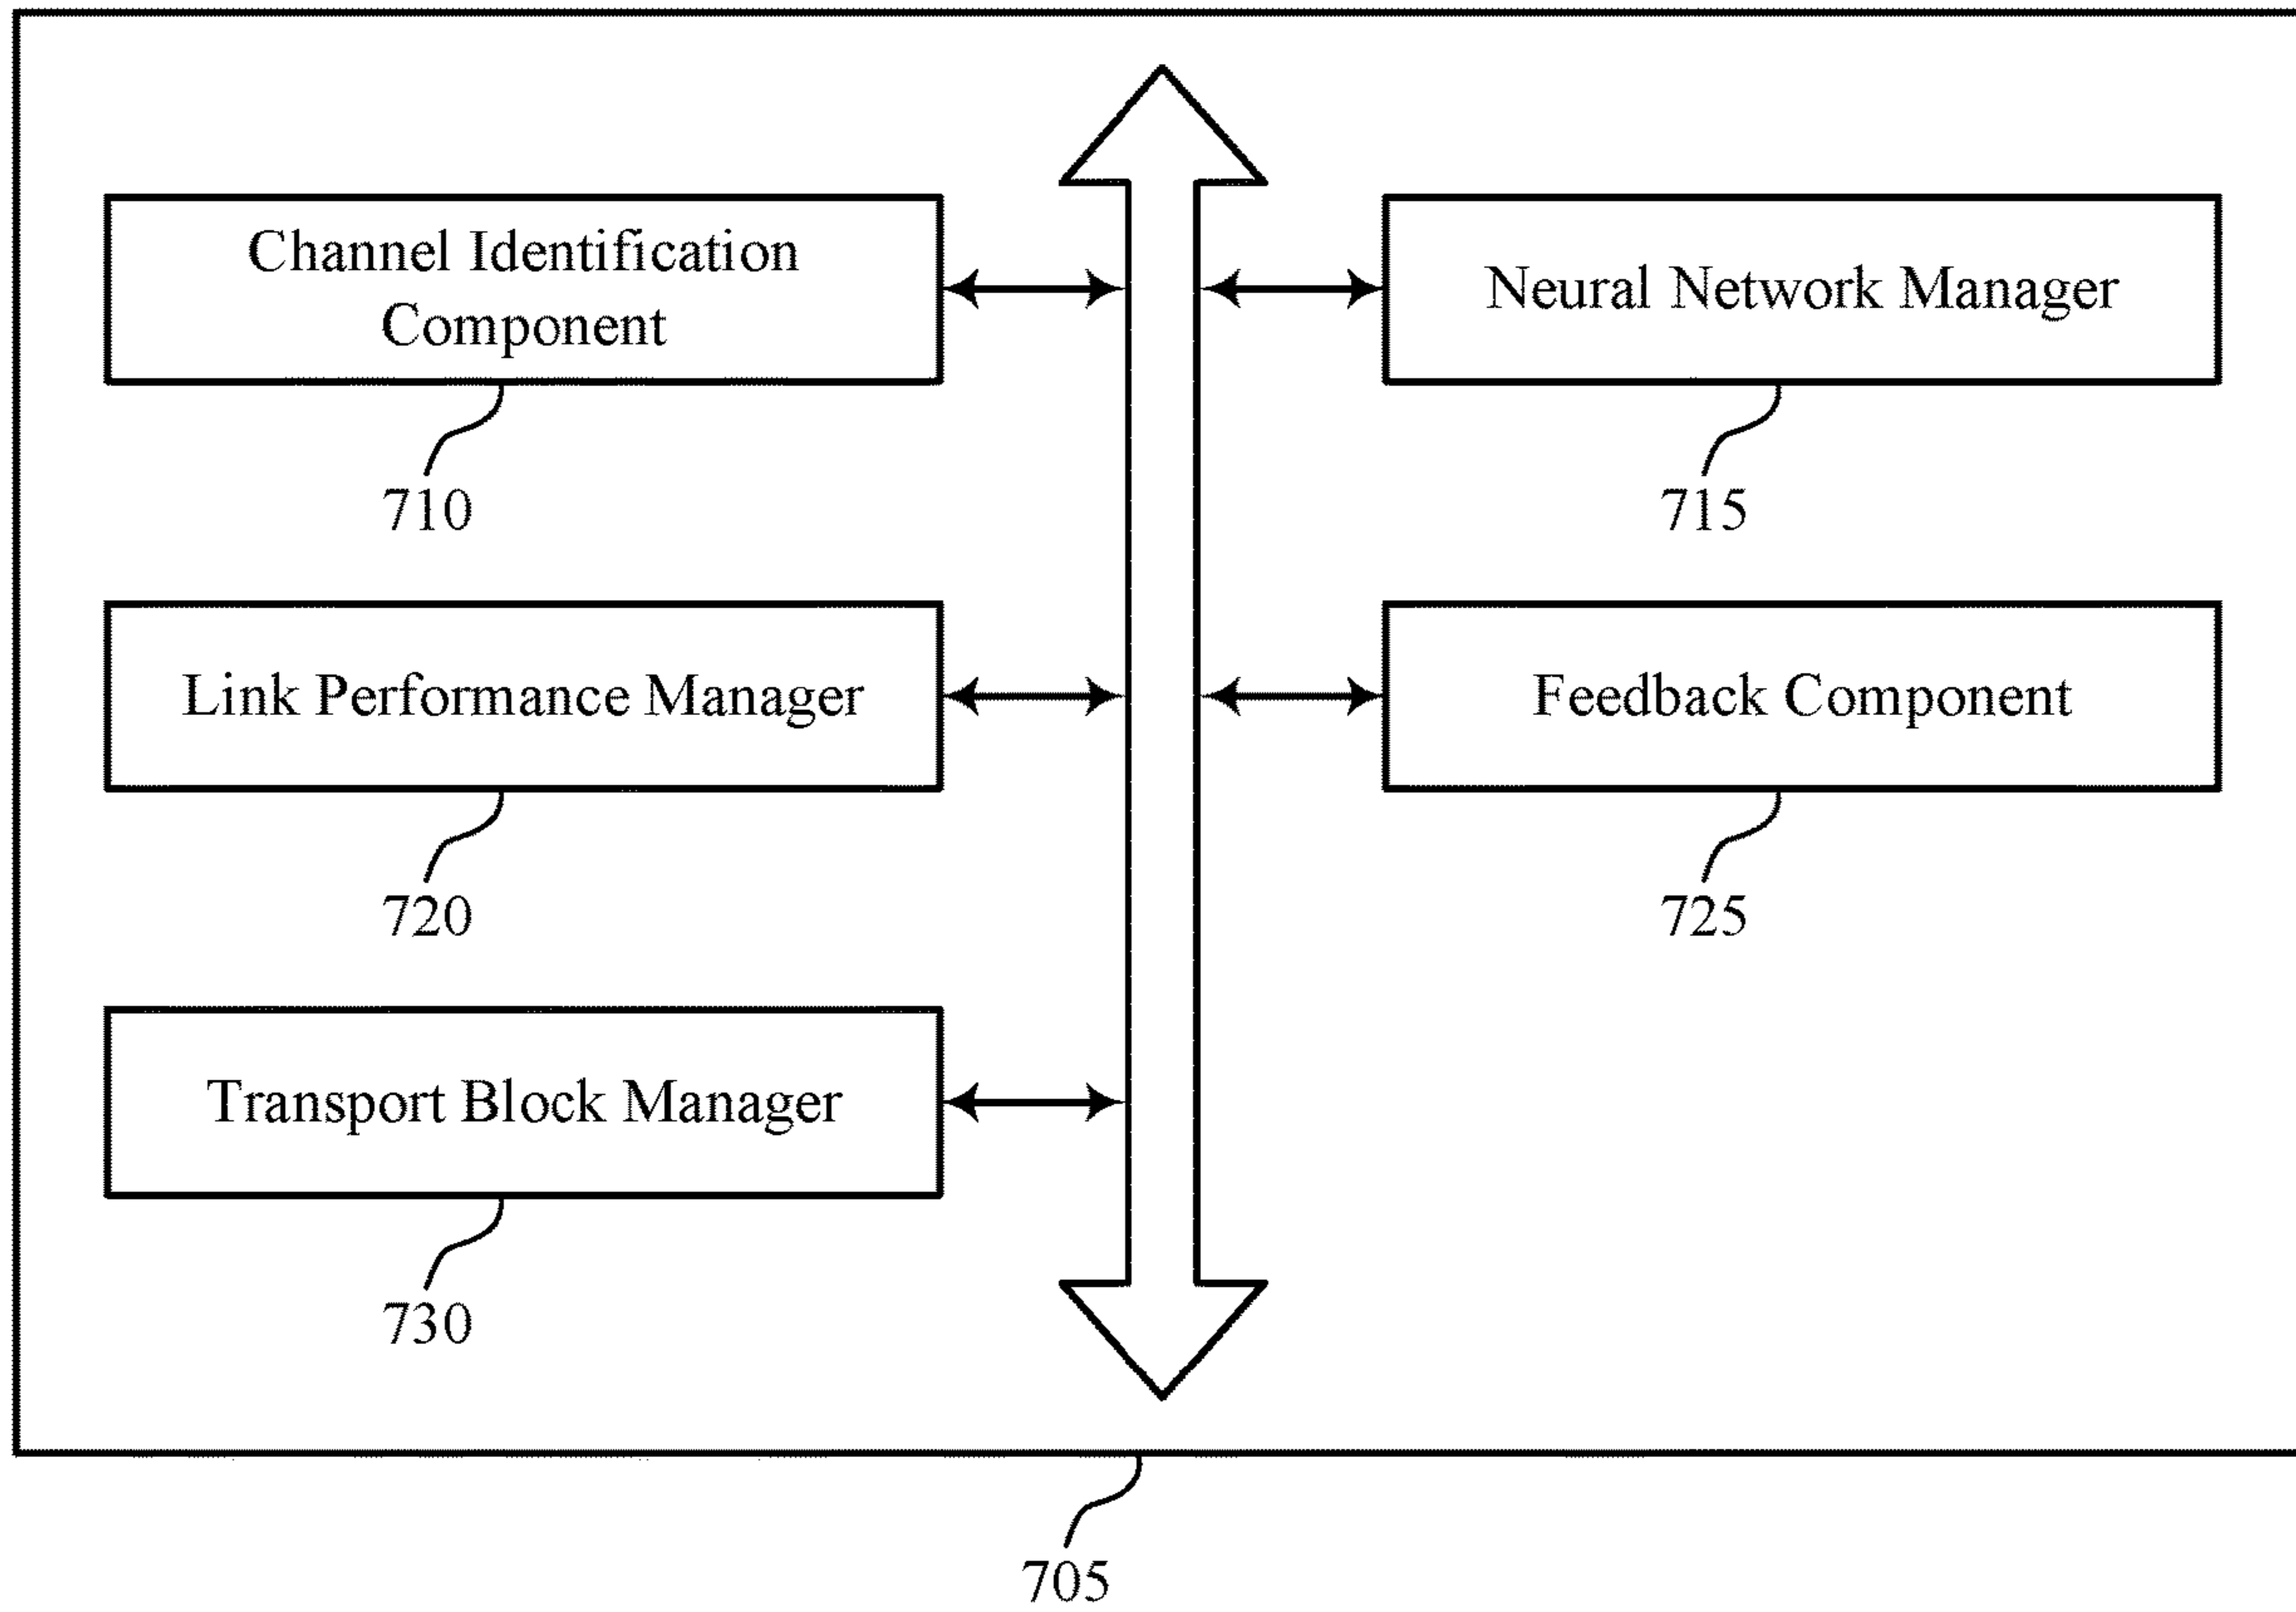 Channel Identification
Component
710
Neural Network Manager
715
Link Performance Manager
720
Feedback Component
725
Transport Block Manager
730
705